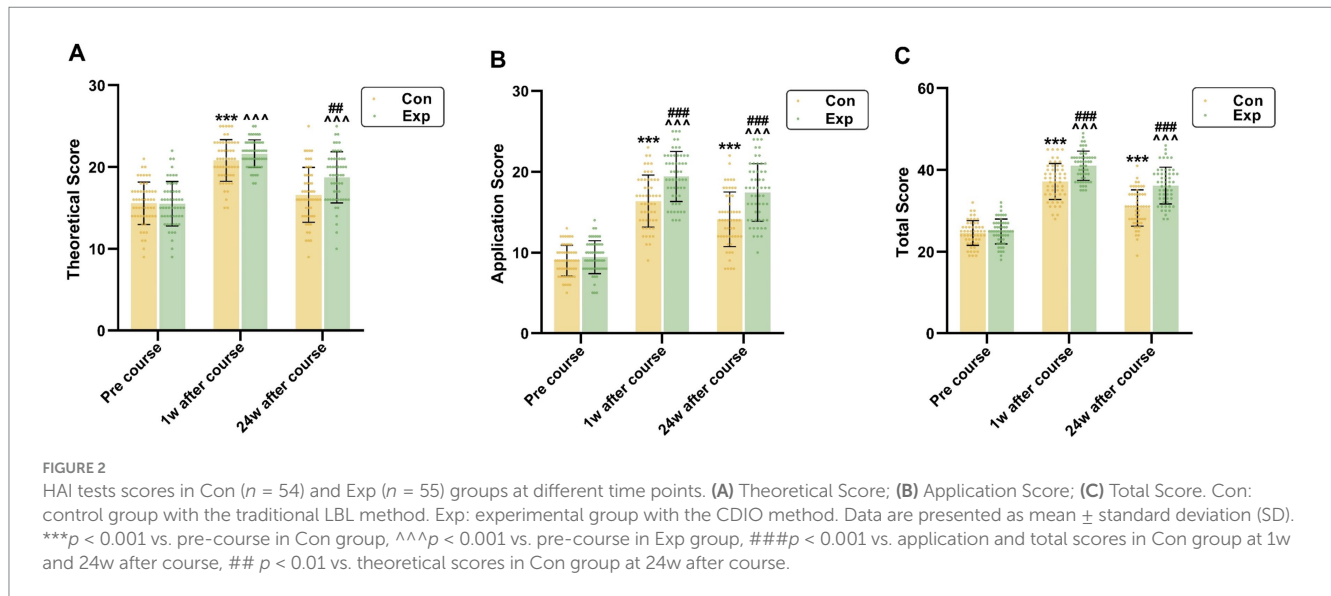 A
Theoretical Score
30
20
10
0
*** ^^^
##
^^^
Con
Exp
Pre course
1w after course
24w after course
B
Application Score
30
20
10
0
***
###
^^^
***
###
^^^
Con
Exp
Pre course
1w after course
24w after course
C
Total Score
60
40
20
0
***
###
^^^
***
###
^^^
Con
Exp
Pre course
1w after course
24w after course
FIGURE 2
HAI tests scores in Con (n = 54) and Exp (n = 55) groups at different time points. (A) Theoretical Score; (B) Application Score; (C) Total Score. Con:
control group with the traditional LBL method. Exp: experimental group with the CDIO method. Data are presented as mean ± standard deviation (SD).
***p < 0.001 vs. pre-course in Con group, ^^^p < 0.001 vs. pre-course in Exp group, ###p < 0.001 vs. application and total scores in Con group at 1w
and 24w after course, ## p < 0.01 vs. theoretical scores in Con group at 24w after course.